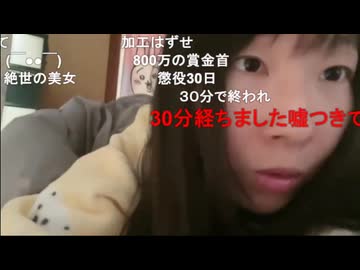 て
加工はずせ
(￣●●￣)
800万の賞金首
絶世の美女
懲役30日
３０分で終われ
30分経ちました嘘つきて